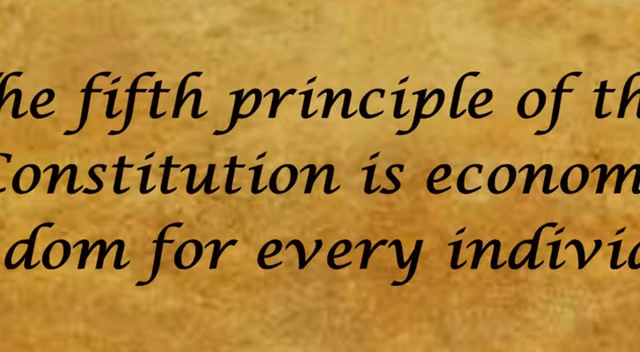 he fifth principle of th
Constitution is econom
dom for every individ